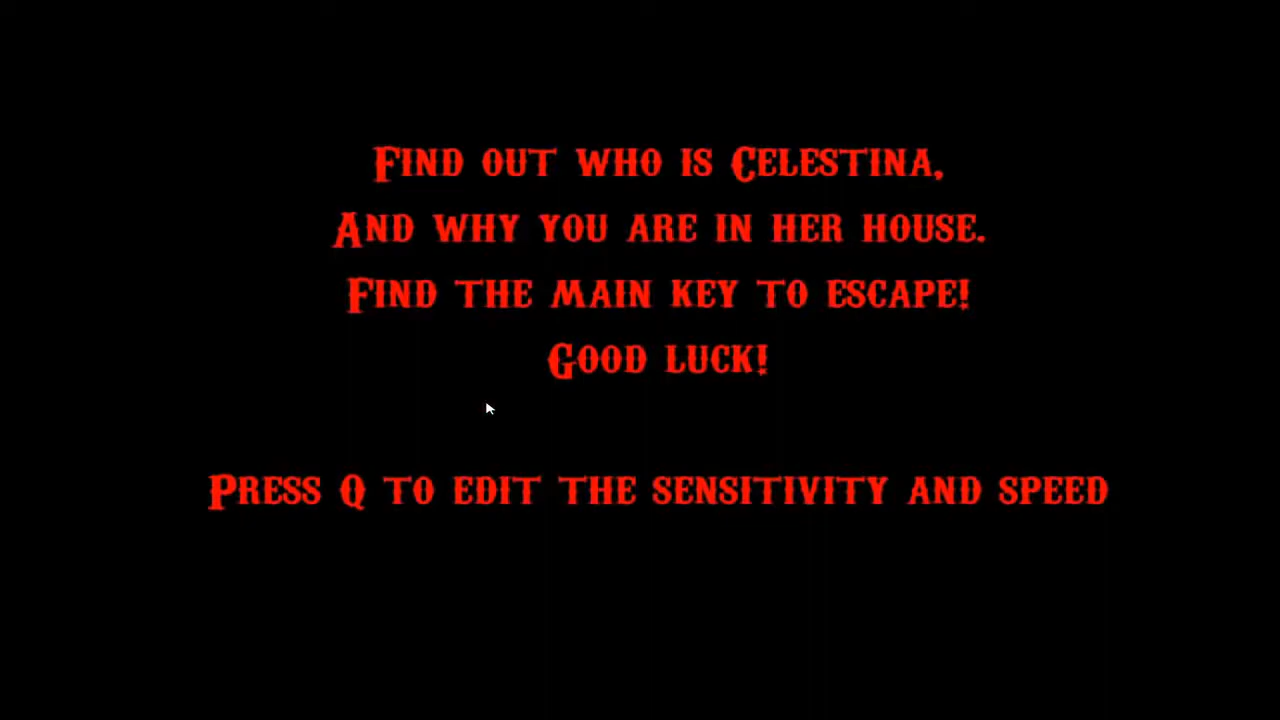 Find out who is Celestina,
And why you are in her house.
Find the main key to escape!
Good luck!
Press Q to edit the sensitivity and speed